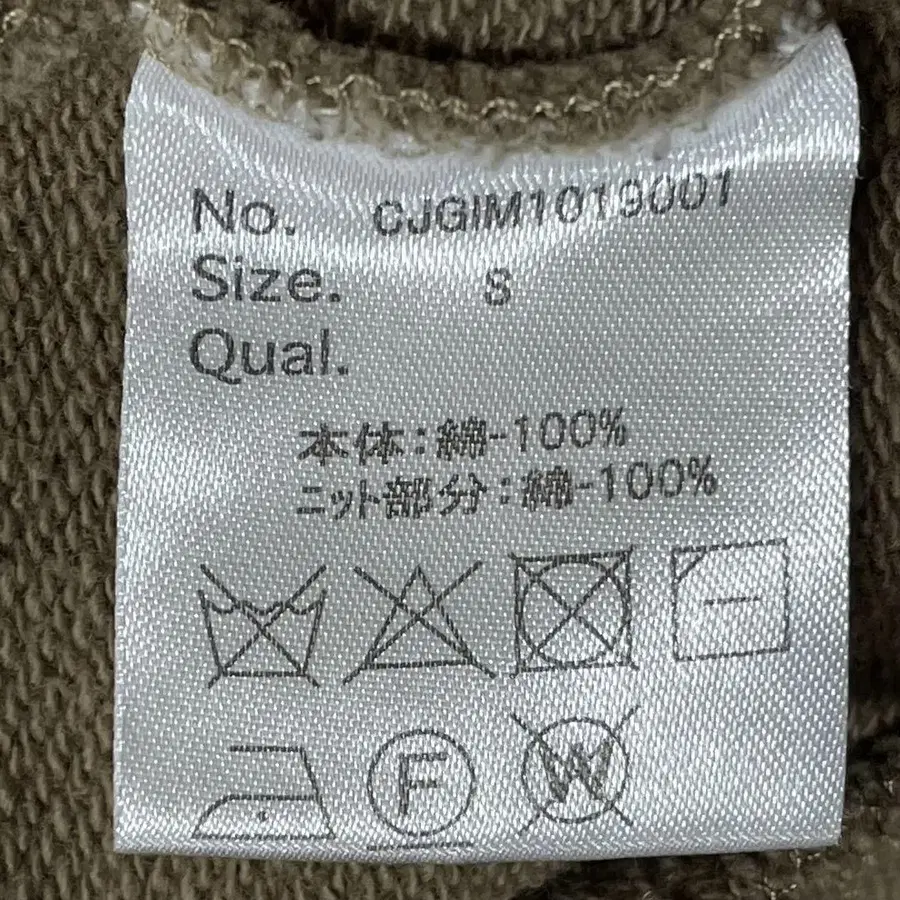 No. CJGIM1019001
Size. S
Qual.
本体:綿-100%
ニット部分:綿-100%
F
W